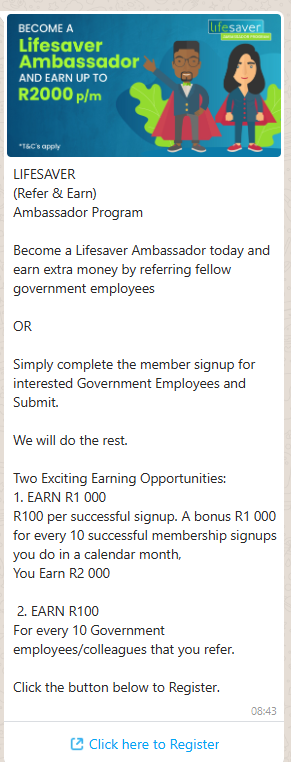 BECOME A
Lifesaver
Ambassador
AND EARN UP TO
R2000 p/m
*T&C's apply
lifesaver
AMBASSADOR PROGRAM
LIFESAVER
(Refer & Earn)
Ambassador Program
Become a Lifesaver Ambassador today and
earn extra money by referring fellow
government employees
OR
Simply complete the member signup for
interested Government Employees and
Submit.
We will do the rest.
Two Exciting Earning Opportunities:
1. EARN R1 000
R100 per successful signup. A bonus R1 000
for every 10 successful membership signups
you do in a calendar month,
You Earn R2 000
2. EARN R100
For every 10 Government
employees/colleagues that you refer.
Click the button below to Register.
08:43
Click here to Register